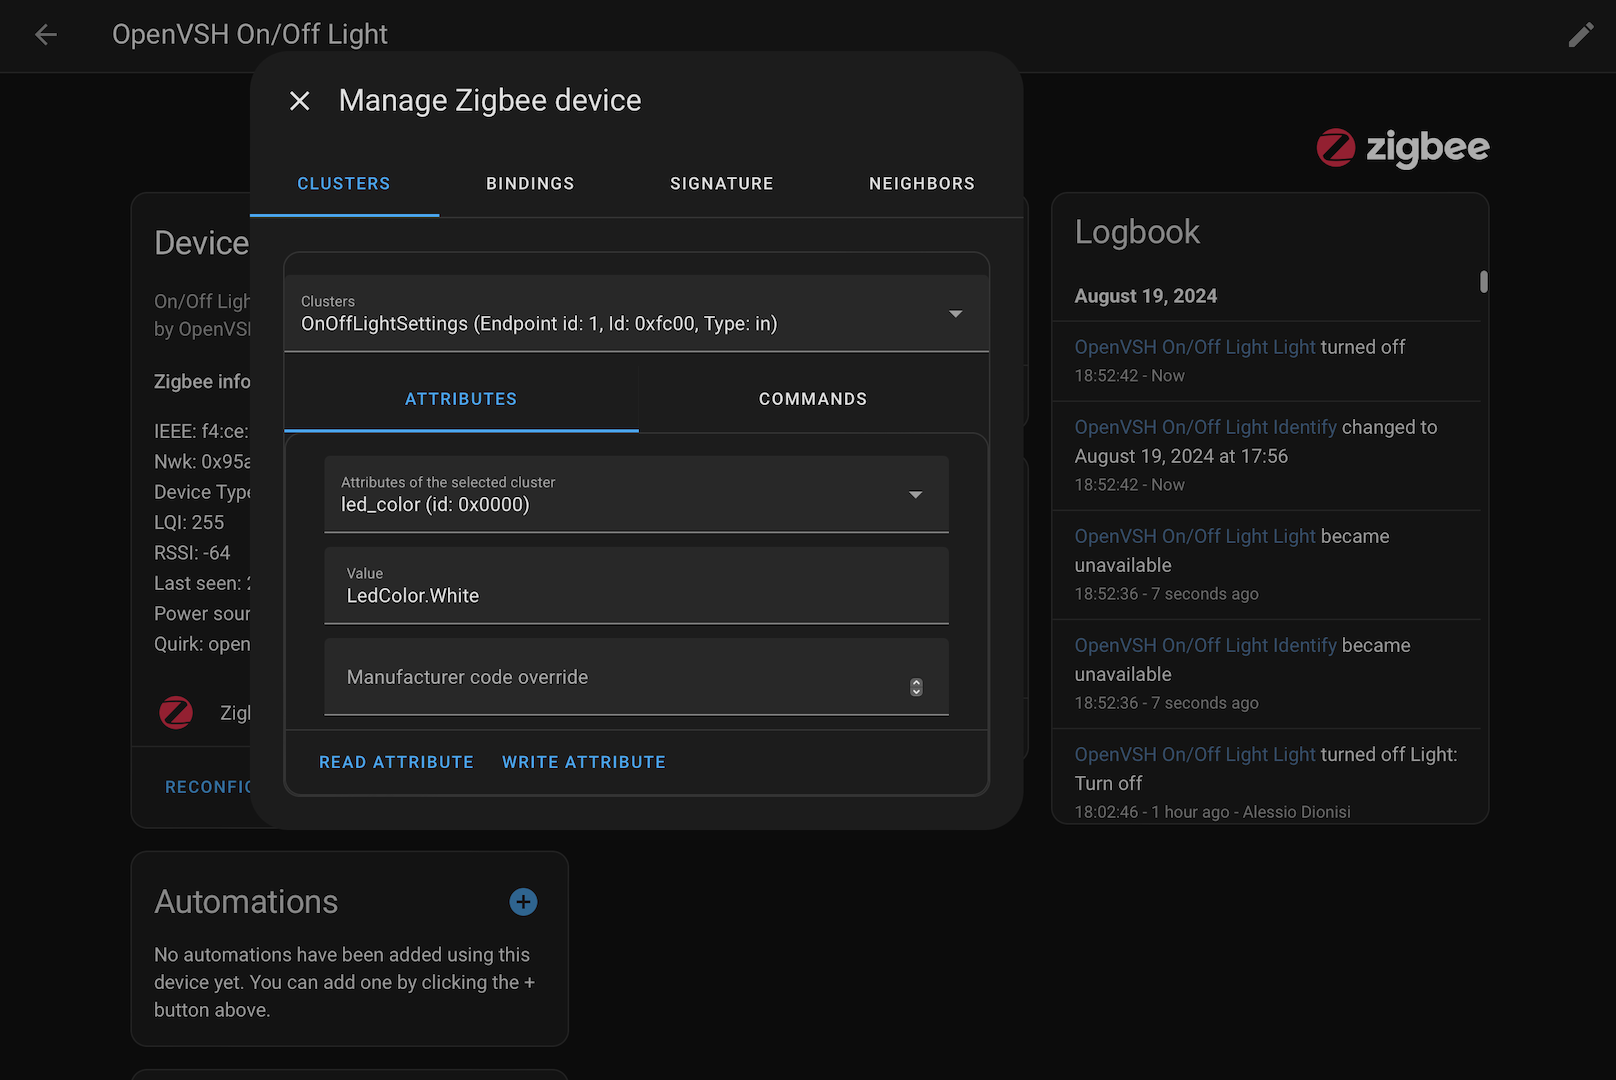 OpenVSH On/Off Light
Manage Zigbee device
CLUSTERS
BINDINGS
SIGNATURE
NEIGHBORS
Clusters
OnOffLightSettings (Endpoint id: 1, Id: 0xfc00, Type: in)
ATTRIBUTES
COMMANDS
Attributes of the selected cluster
led_color (id: 0x0000)
Value
LedColor.White
Manufacturer code override
READ ATTRIBUTE
WRITE ATTRIBUTE
Device
On/Off Ligh
by OpenVS
Zigbee info
IEEE: f4:ce:
Nwk: 0x95a
Device Type
LQI: 255
RSSI: -64
Last seen: 2
Power sour
Quirk: open
Zigl
RECONFIG
Automations
No automations have been added using this
device yet. You can add one by clicking the +
button above.
zigbee
Logbook
August 19, 2024
OpenVSH On/Off Light Light turned off
18:52:42 - Now
OpenVSH On/Off Light Identify changed to
August 19, 2024 at 17:56
18:52:42 - Now
OpenVSH On/Off Light Light became
unavailable
18:52:36 - 7 seconds ago
OpenVSH On/Off Light Identify became
unavailable
18:52:36 - 7 seconds ago
OpenVSH On/Off Light Light turned off Light:
Turn off
18:02:46 - 1 hour ago - Alessio Dionisi